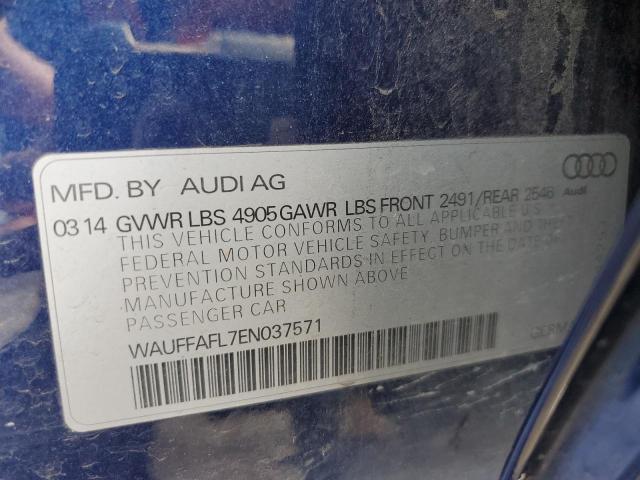 MFD. BY AUDI AG
Audi
03 14 GVWR LBS 4905 GAWR LBS FRONT 2491/REAR 2546
THIS VEHICLE CONFORMS TO ALL APPLICABLE U.S.
FEDERAL MOTOR VEHICLE SAFETY, BUMPER AND THEFT
PREVENTION STANDARDS IN EFFECT ON THE DATE OF
MANUFACTURE SHOWN ABOVE
PASSENGER CAR
WAUFFAFL7EN037571